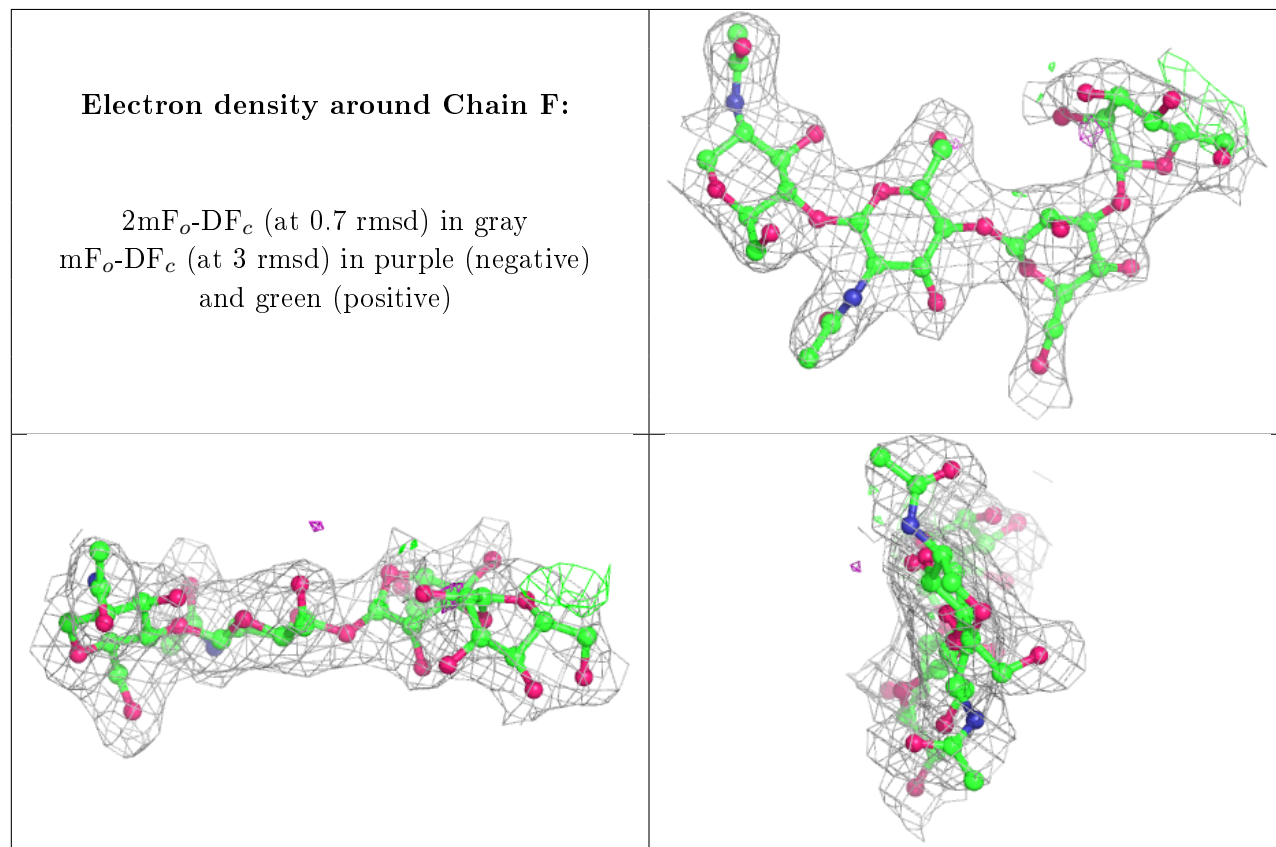 Electron density around Chain F:
2mFo-DFc (at 0.7 rmsd) in gray
mFo-DFc (at 3 rmsd) in purple (negative)
and green (positive)